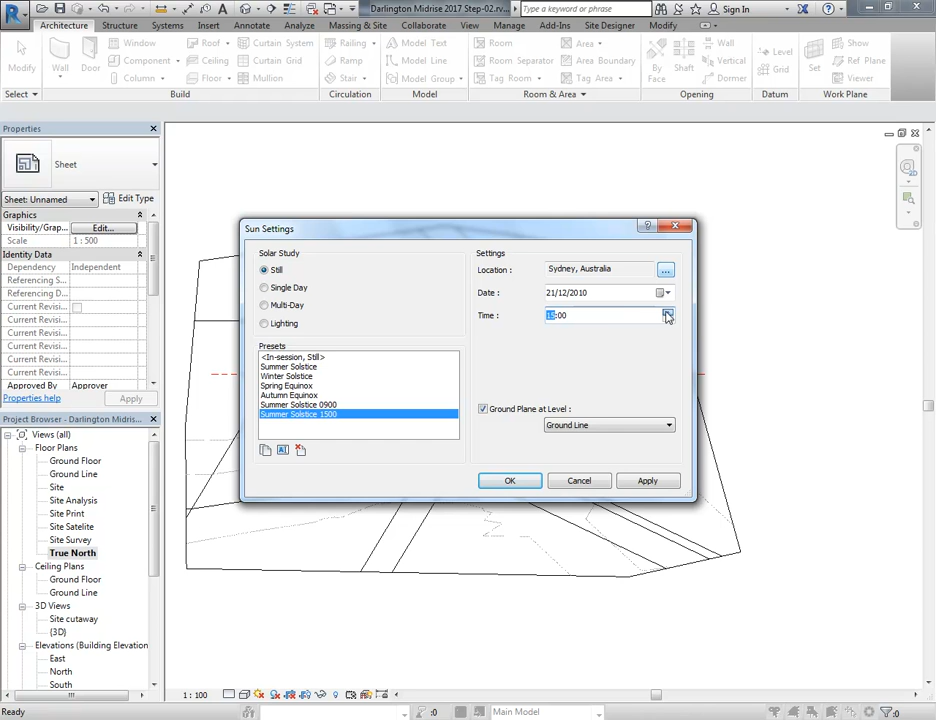 Darlington Midrise 2017 Step-02.rv...
Type a keyword or phrase
Sign In
Architecture Structure Systems Insert Annotate Analyze Massing & Site Collaborate View Manage Add-Ins Site Designer Modify
Modify
Wall
Door
Window
Component
Column
Roof
Ceiling
Floor
Curtain System
Curtain Grid
Mullion
Railing
Ramp
Stair
Model Text
Model Line
Model Group
Room
Room Separator
Tag Room
Area
Area Boundary
Tag Area
By Face
Shaft
Wall
Vertical
Dormer
Level
Grid
Set
Show
Ref Plane
Viewer
Select
Build
Circulation
Model
Room & Area
Opening
Datum
Work Plane
Properties
Sheet
Sheet: Unnamed
Edit Type
Graphics
Visibility/Grap... Edit...
Scale 1 : 500
Identity Data
Dependency Independent
Referencing S...
Referencing D...
Current Revisi...
Current Revisi...
Current Revisi...
Current Revisi...
Current Revisi...
Approved By Approver
Properties help
Apply
Project Browser - Darlington Midris...
Views (all)
Floor Plans
Ground Floor
Ground Line
Site
Site Analysis
Site Print
Site Satelite
Site Survey
True North
Ceiling Plans
Ground Floor
Ground Line
3D Views
Site cutaway
{3D}
Elevations (Building Elevation
East
North
South
Sun Settings
Solar Study
Still
Single Day
Multi-Day
Lighting
Presets
<In-session, Still>
Summer Solstice
Winter Solstice
Spring Equinox
Autumn Equinox
Summer Solstice 0900
Summer Solstice 1500
Settings
Location : Sydney, Australia ...
Date : 21/12/2010
Time : 15:00
Ground Plane at Level :
Ground Line
OK
Cancel
Apply
1 : 100
Ready
:0
Main Model
:0